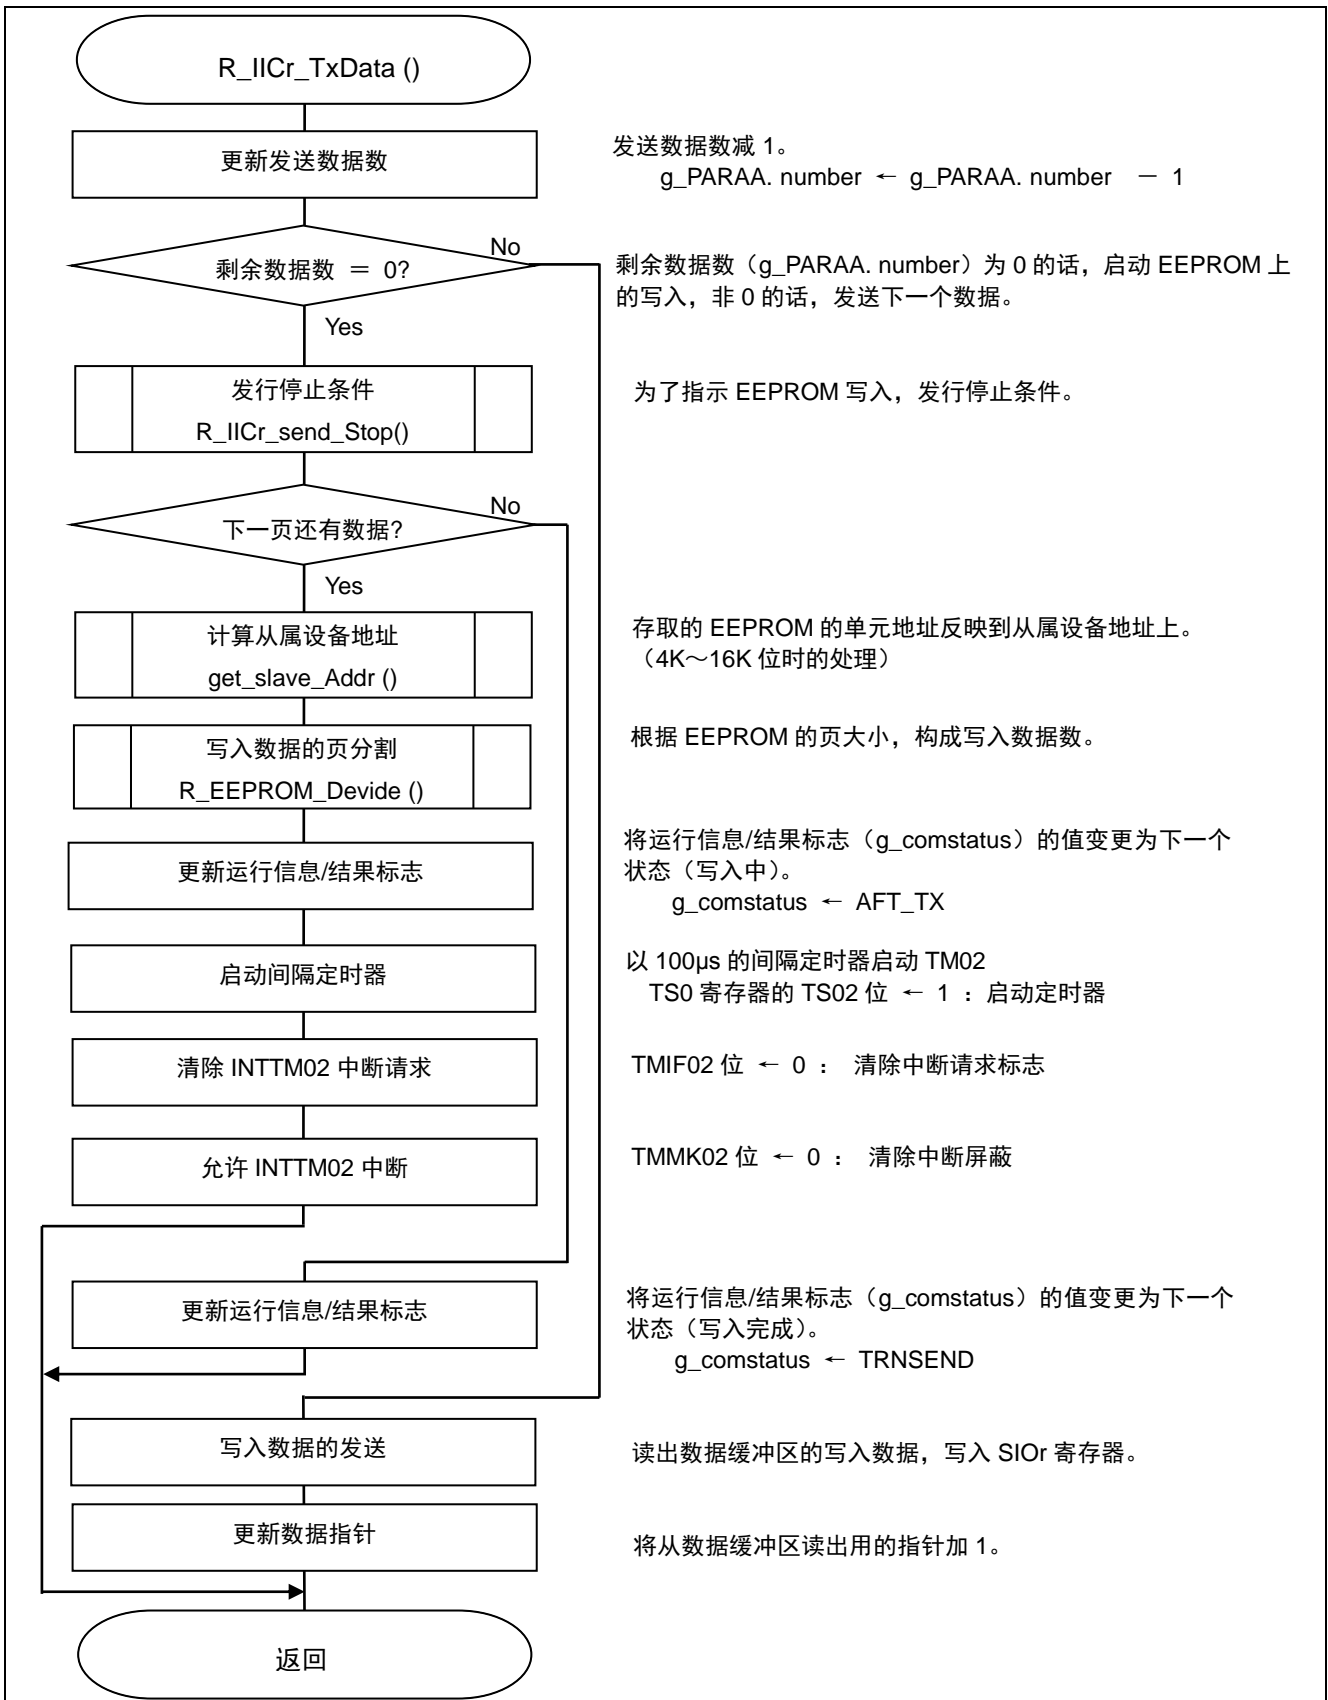 R_IICr_TxData ()
更新发送数据数
发送数据数减 1。
g_PARAA. number ← g_PARAA. number － 1
剩余数据数 ＝ 0?
No
剩余数据数（g_PARAA. number）为 0 的话，启动 EEPROM 上
的写入，非 0 的话，发送下一个数据。
Yes
发行停止条件
R_IICr_send_Stop()
为了指示 EEPROM 写入，发行停止条件。
下一页还有数据?
No
Yes
计算从属设备地址
get_slave_Addr ()
存取的 EEPROM 的单元地址反映到从属设备地址上。
（4K～16K 位时的处理）
写入数据的页分割
R_EEPROM_Devide ()
根据 EEPROM 的页大小，构成写入数据数。
更新运行信息/结果标志
将运行信息/结果标志（g_comstatus）的值变更为下一个
状态（写入中）。
g_comstatus ← AFT_TX
启动间隔定时器
以 100μs 的间隔定时器启动 TM02
TS0 寄存器的 TS02 位 ← 1 ：启动定时器
清除 INTTM02 中断请求
TMIF02 位 ← 0 ： 清除中断请求标志
允许 INTTM02 中断
TMMK02 位 ← 0 ： 清除中断屏蔽
更新运行信息/结果标志
将运行信息/结果标志（g_comstatus）的值变更为下一个
状态（写入完成）。
g_comstatus ← TRNSEND
写入数据的发送
读出数据缓冲区的写入数据，写入 SIOr 寄存器。
更新数据指针
将从数据缓冲区读出用的指针加 1。
返回